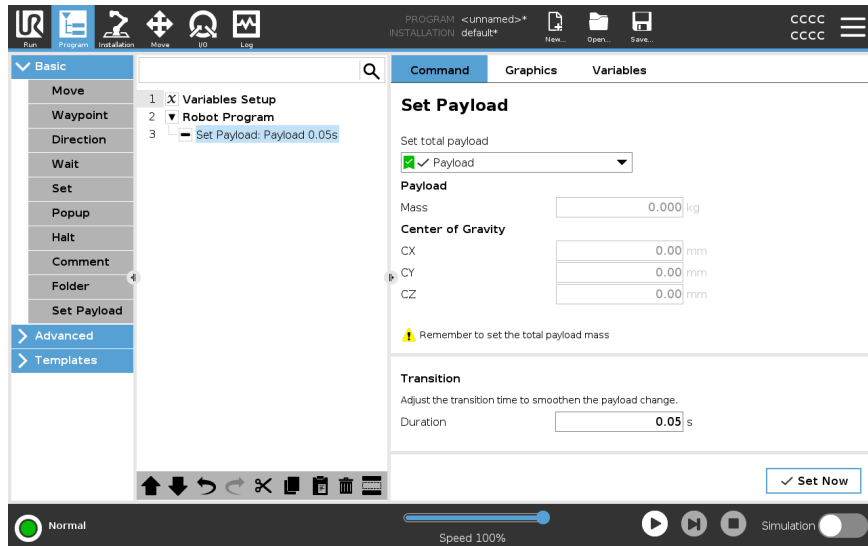 UR
Run
Program
Installation
Move
I/O
Log
PROGRAM <unnamed>*
INSTALLATION default*
New...
Open...
Save...
CCCC
CCCC
Basic
Move
Waypoint
Direction
Wait
Set
Popup
Halt
Comment
Folder
Set Payload
Advanced
Templates
1 X Variables Setup
2 Robot Program
3 Set Payload: Payload 0.05s
Command Graphics Variables
Set Payload
Set total payload
Payload
Payload
Mass 0.000 kg
Center of Gravity
CX 0.00 mm
CY 0.00 mm
CZ 0.00 mm
Remember to set the total payload mass
Transition
Adjust the transition time to smoothen the payload change.
Duration 0.05 s
Set Now
Normal
Speed 100%
Simulation